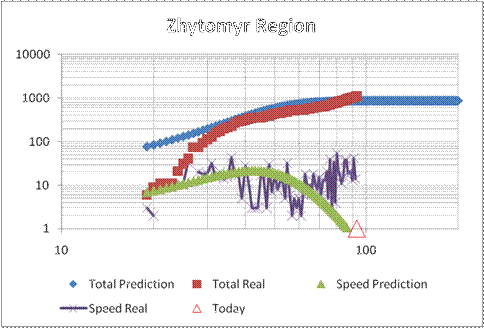 Zhytomyr Region
10000
1000
100
10
1
10 100
Total Prediction Total Real Speed Prediction
Speed Real Today